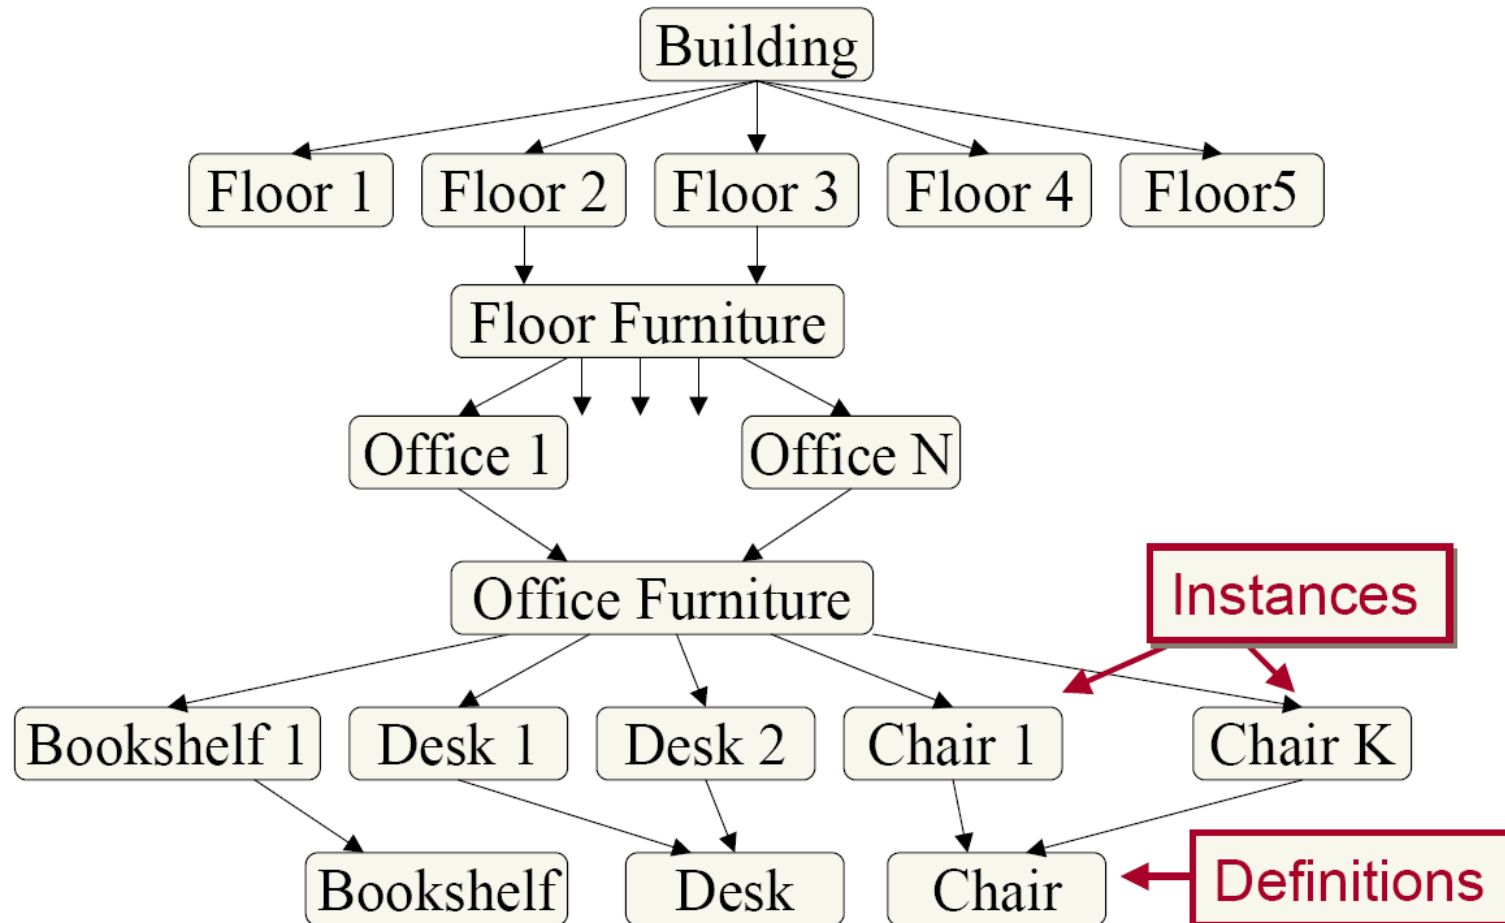 Building
Floor 1
Floor 2
Floor 3
Floor 4
Floor5
Floor Furniture
Office 1
Office N
Office Furniture
Instances
Bookshelf 1
Desk 1
Desk 2
Chair 1
Chair K
Bookshelf
Desk
Chair
Definitions